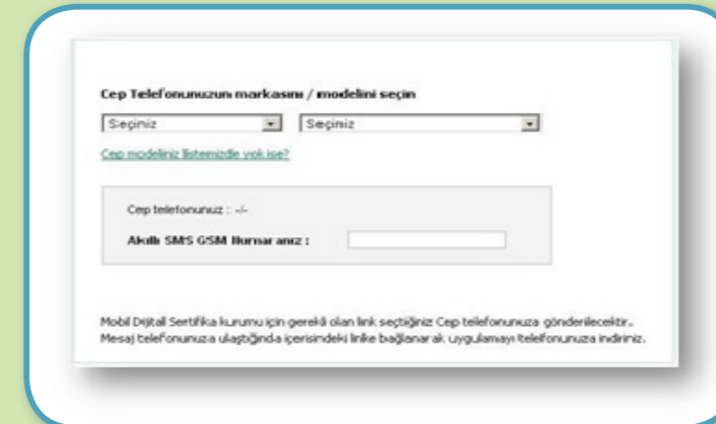 Cep Telefonunuzun markasını / modelini seçin
Seçiniz Seçiniz
Cep modeliniz listemizde yok ise?
Cep telefonunuz : -/-
Akıllı SMS GSM Numaranız :
Mobil Dijital Sertifika kurumu için gerekli olan link seçtiğiniz Cep telefonunuza gönderilecektir.
Mesaj telefonunuza ulaştığında içerisindeki linke bağlanarak uygulamayı telefonunuza indiriniz.